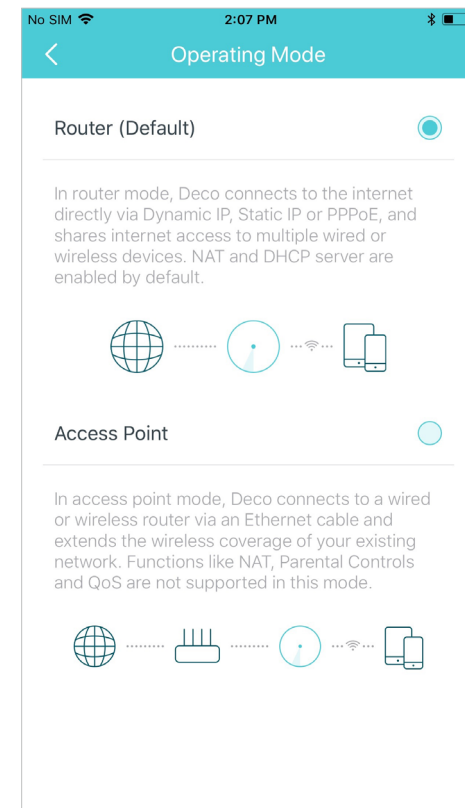 No SIM 2:07 PM
Operating Mode
Router (Default)
In router mode, Deco connects to the internet
directly via Dynamic IP, Static IP or PPPoE, and
shares internet access to multiple wired or
wireless devices. NAT and DHCP server are
enabled by default.
Access Point
In access point mode, Deco connects to a wired
or wireless router via an Ethernet cable and
extends the wireless coverage of your existing
network. Functions like NAT, Parental Controls
and QoS are not supported in this mode.